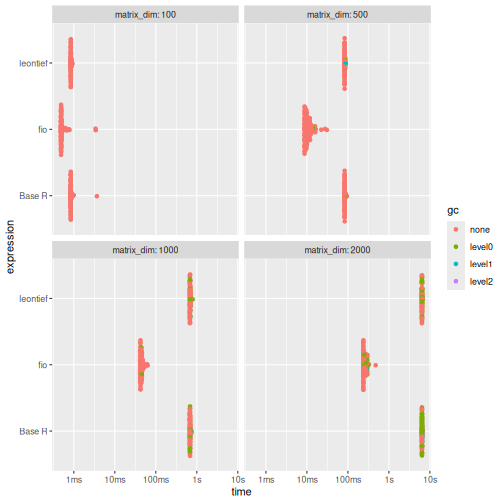 matrix_dim: 100
matrix_dim: 500
leontief
fio
Base R
matrix_dim: 1000
matrix_dim: 2000
leontief
fio
Base R
1ms 10ms 100ms 1s 10s
1ms 10ms 100ms 1s 10s
time
expression
gc
none
level0
level1
level2